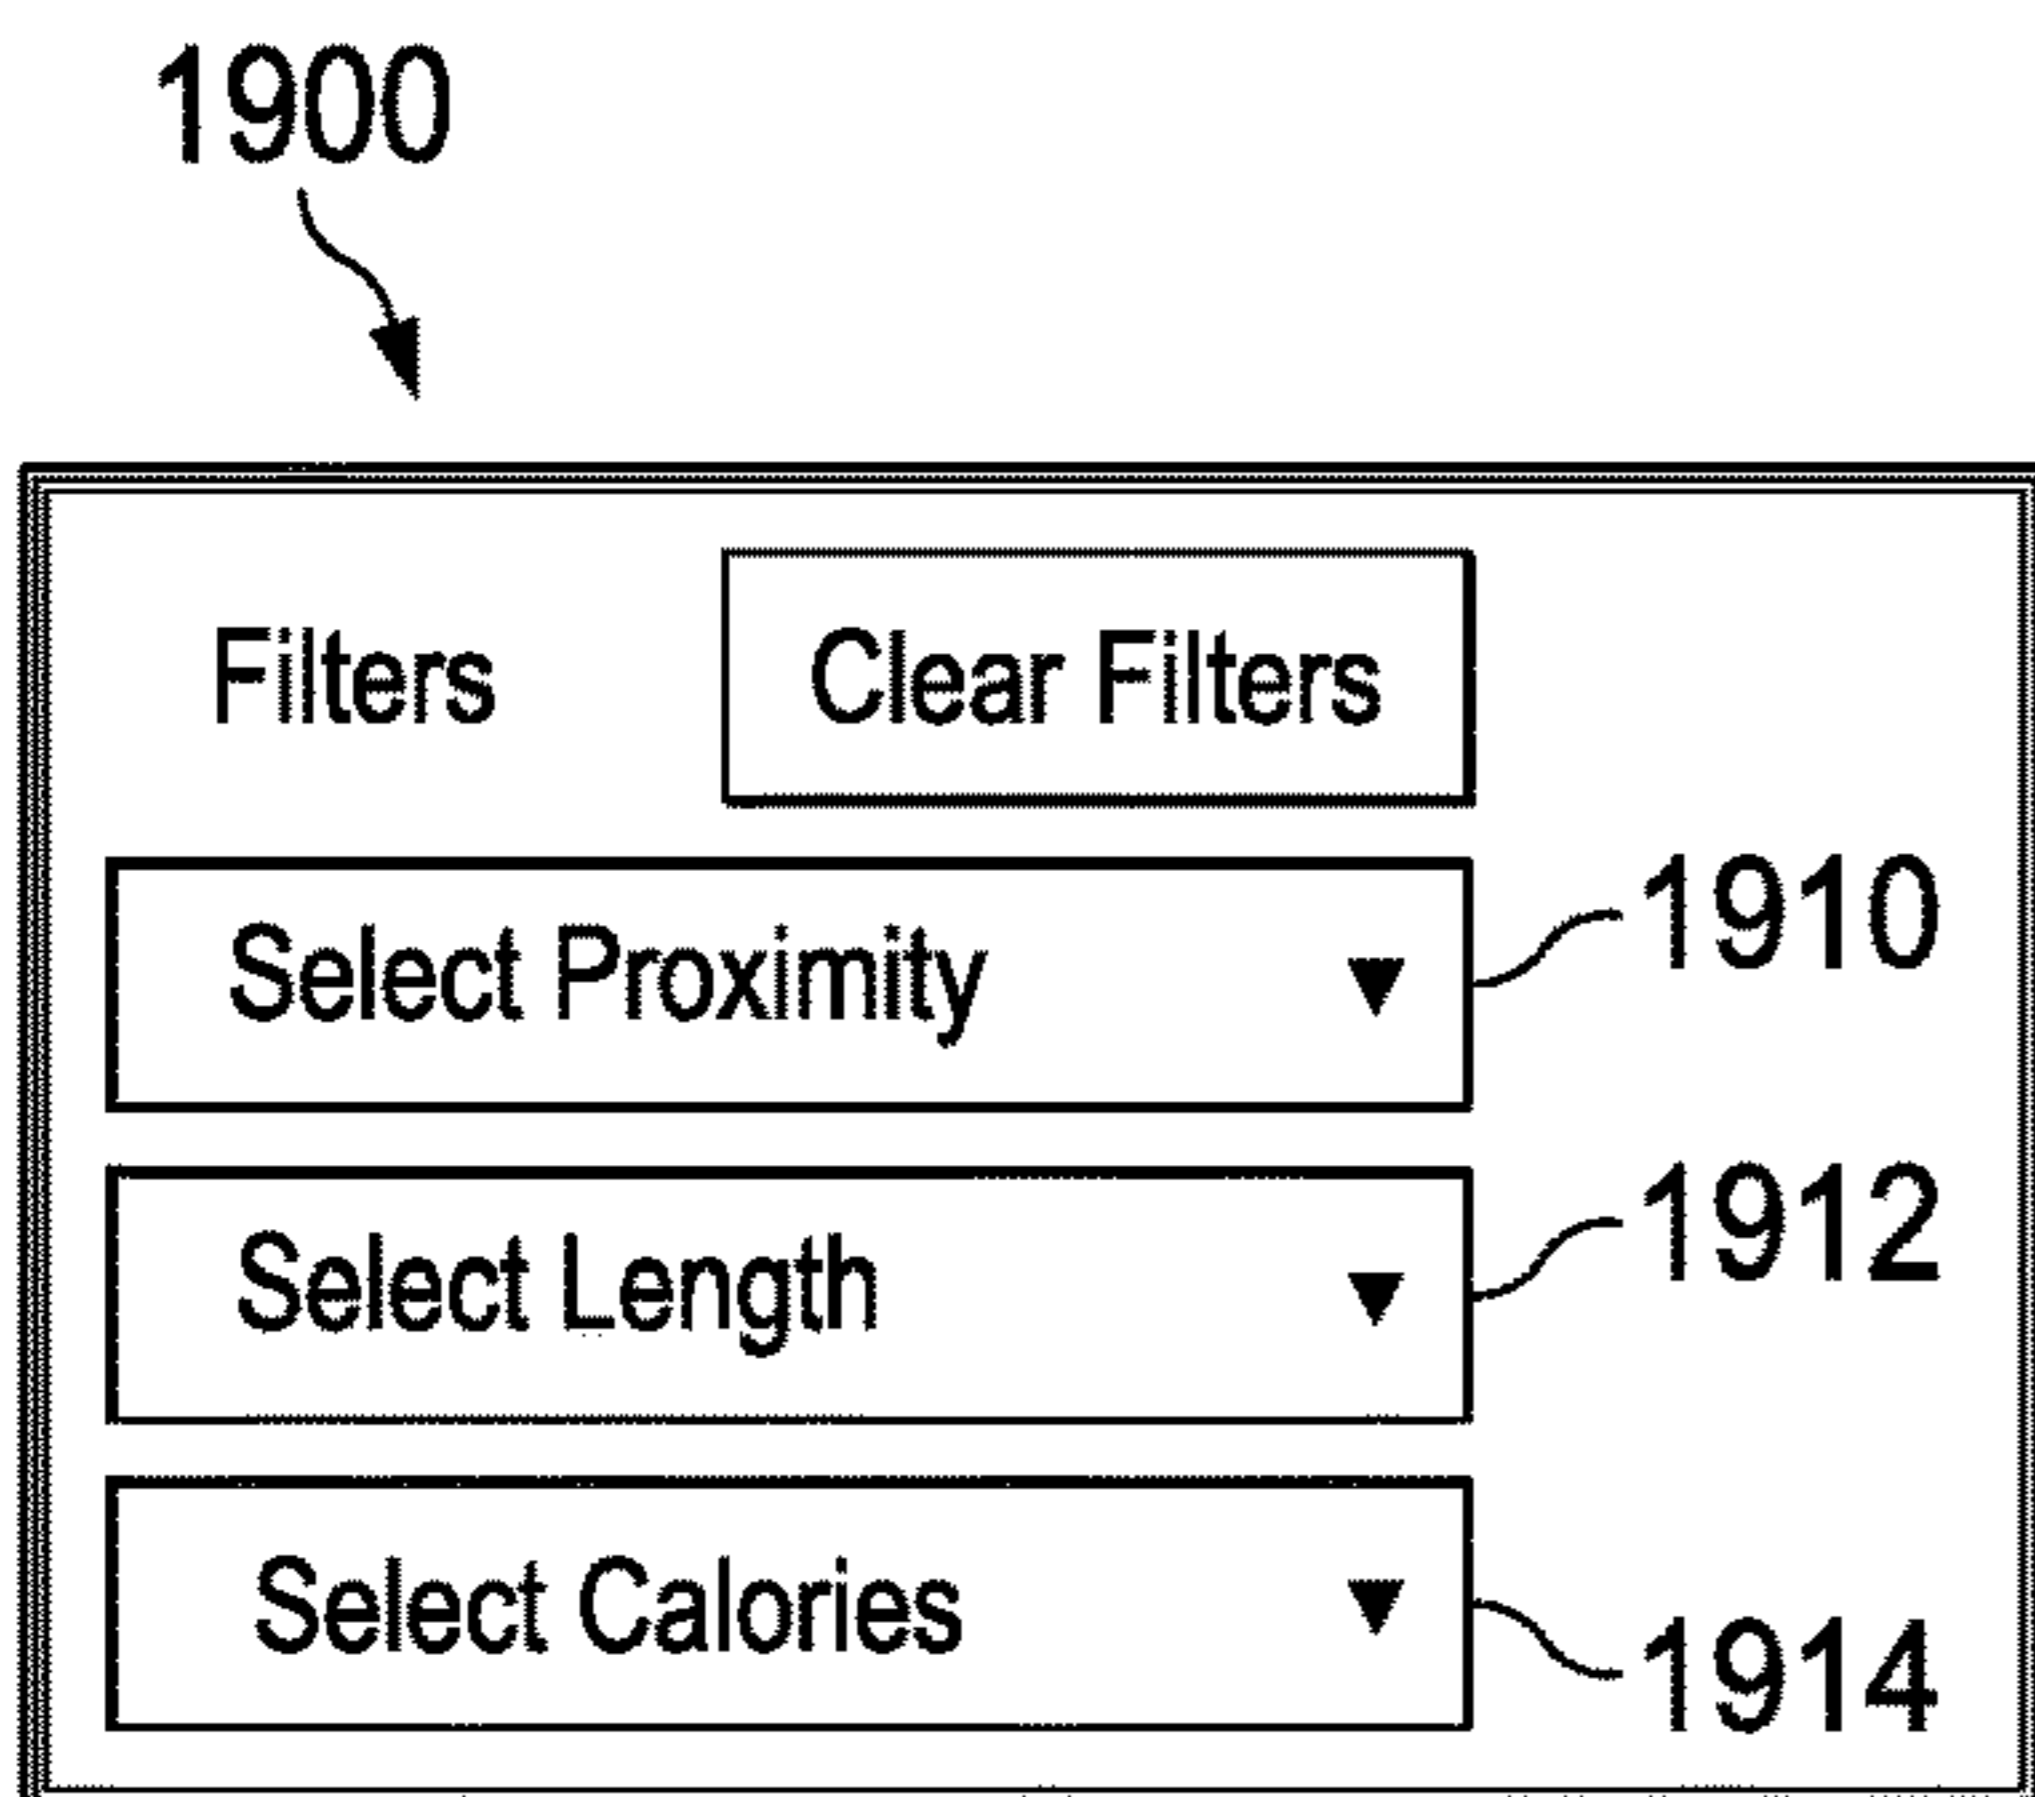 1900
Filters Clear Filters
Select Proximity ▼ 1910
Select Length ▼ 1912
Select Calories ▼ 1914